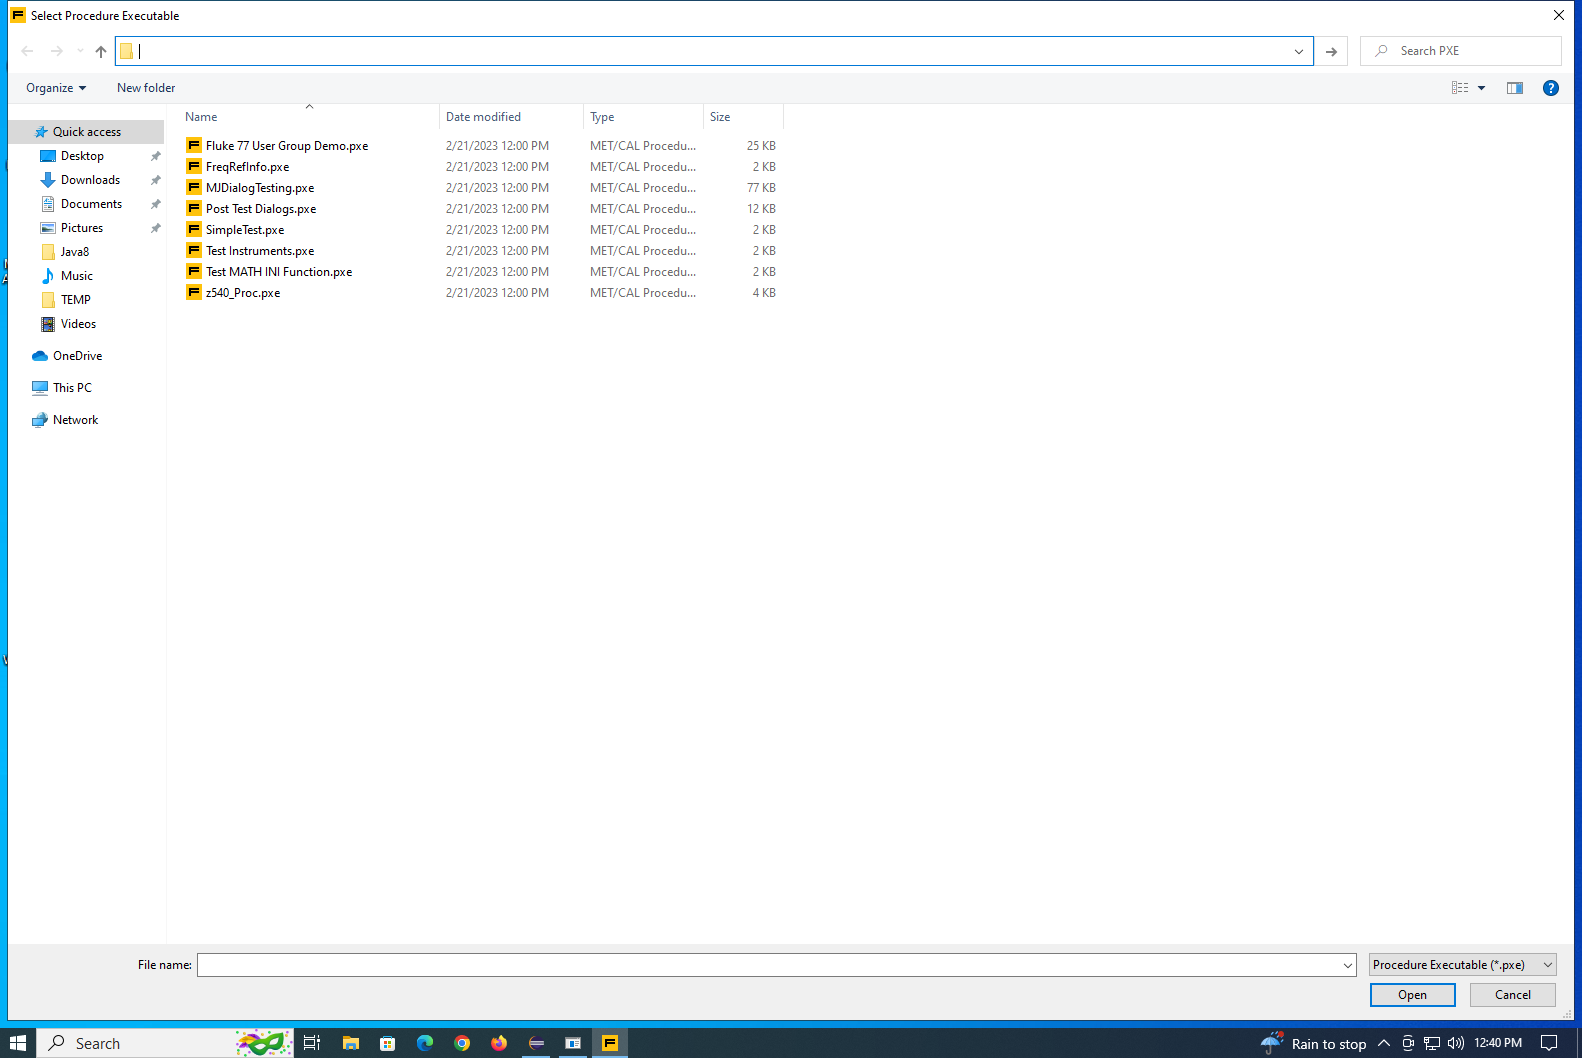 Select Procedure Executable
Search PXE
Organize
New folder
Name
Date modified
Type
Size
Quick access
Desktop
Downloads
Documents
Pictures
Java8
Music
TEMP
Videos
OneDrive
This PC
Network
Fluke 77 User Group Demo.pxe 2/21/2023 12:00 PM MET/CAL Procedu... 25 KB
FreqRefInfo.pxe 2/21/2023 12:00 PM MET/CAL Procedu... 2 KB
MJDialogTesting.pxe 2/21/2023 12:00 PM MET/CAL Procedu... 77 KB
Post Test Dialogs.pxe 2/21/2023 12:00 PM MET/CAL Procedu... 12 KB
SimpleTest.pxe 2/21/2023 12:00 PM MET/CAL Procedu... 2 KB
Test Instruments.pxe 2/21/2023 12:00 PM MET/CAL Procedu... 2 KB
Test MATH INI Function.pxe 2/21/2023 12:00 PM MET/CAL Procedu... 2 KB
z540_Proc.pxe 2/21/2023 12:00 PM MET/CAL Procedu... 4 KB
File name:
Procedure Executable (*.pxe)
Open
Cancel
Search
Rain to stop
12:40 PM